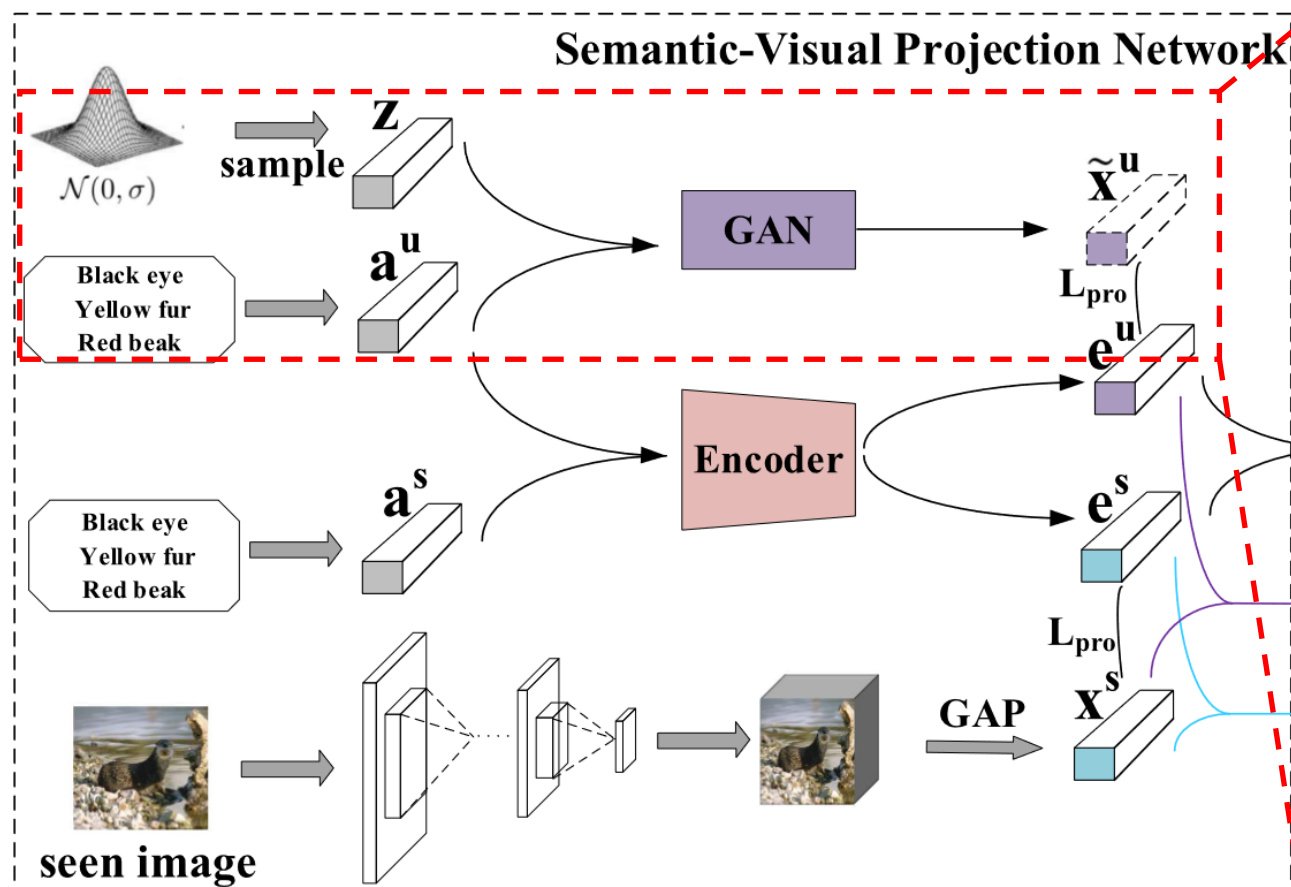 Semantic-Visual Projection Network
z
sample
𝒩(0, σ)
x̃ᵘ
GAN
aᵘ
Black eye
Yellow fur
Red beak
Lₚᵣₒ
eᵘ
Encoder
aˢ
eˢ
Black eye
Yellow fur
Red beak
Lₚᵣₒ
GAP
xˢ
seen image